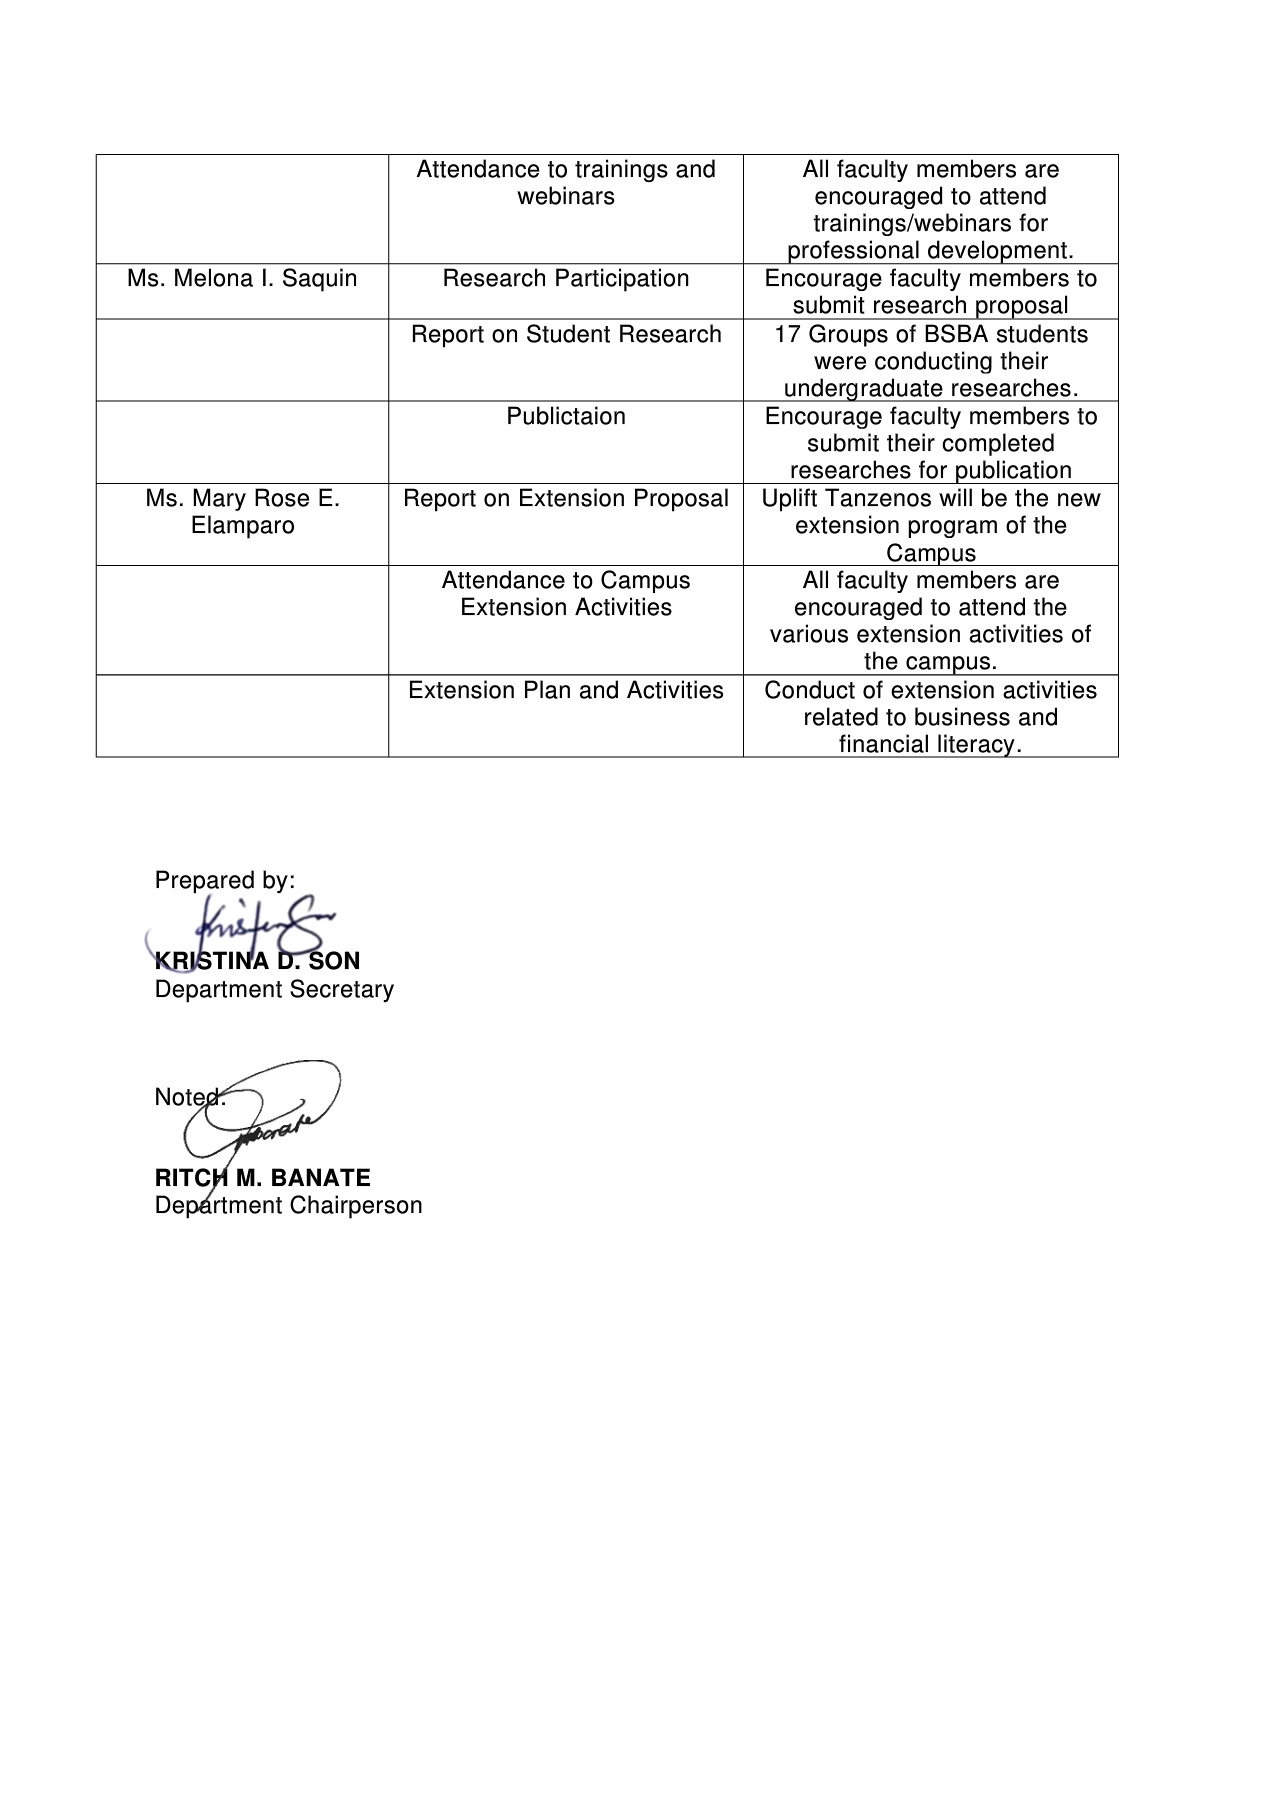 Attendance to trainings and
webinars
All faculty members are
encouraged to attend
trainings/webinars for
professional development.
Ms. Melona I. Saquin
Research Participation
Encourage faculty members to
submit research proposal
Report on Student Research
17 Groups of BSBA students
were conducting their
undergraduate researches.
Publictaion
Encourage faculty members to
submit their completed
researches for publication
Ms. Mary Rose E.
Elamparo
Report on Extension Proposal
Uplift Tanzenos will be the new
extension program of the
Campus
Attendance to Campus
Extension Activities
All faculty members are
encouraged to attend the
various extension activities of
the campus.
Extension Plan and Activities
Conduct of extension activities
related to business and
financial literacy.
Prepared by:
KRISTINA D. SON
Department Secretary
Noted:
RITCH M. BANATE
Department Chairperson